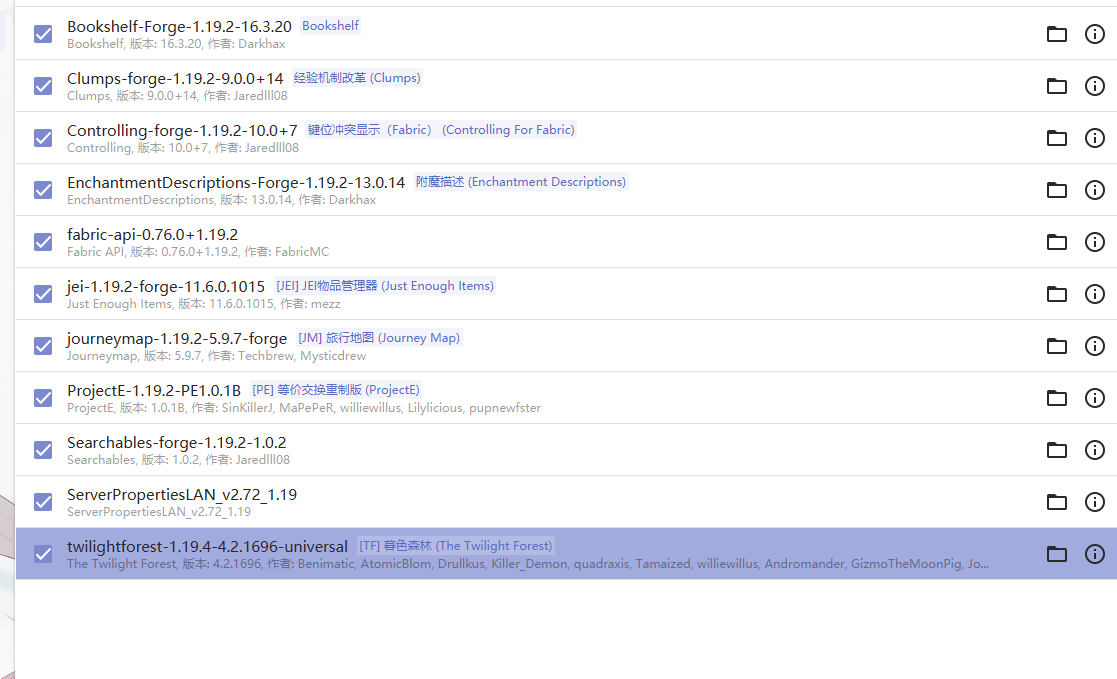 Bookshelf-Forge-1.19.2-16.3.20 Bookshelf
Bookshelf, 版本: 16.3.20, 作者: Darkhax
Clumps-forge-1.19.2-9.0.0+14 经验机制改革 (Clumps)
Clumps, 版本: 9.0.0+14, 作者: Jaredlll08
Controlling-forge-1.19.2-10.0+7 键位冲突显示（Fabric） (Controlling For Fabric)
Controlling, 版本: 10.0+7, 作者: Jaredlll08
EnchantmentDescriptions-Forge-1.19.2-13.0.14 附魔描述 (Enchantment Descriptions)
EnchantmentDescriptions, 版本: 13.0.14, 作者: Darkhax
fabric-api-0.76.0+1.19.2
Fabric API, 版本: 0.76.0+1.19.2, 作者: FabricMC
jei-1.19.2-forge-11.6.0.1015 [JEI] JEI物品管理器 (Just Enough Items)
Just Enough Items, 版本: 11.6.0.1015, 作者: mezz
journeymap-1.19.2-5.9.7-forge [JM] 旅行地图 (Journey Map)
Journeymap, 版本: 5.9.7, 作者: Techbrew, Mysticdrew
ProjectE-1.19.2-PE1.0.1B [PE] 等价交换重制版 (ProjectE)
ProjectE, 版本: 1.0.1B, 作者: SinKillerJ, MaPePeR, williewillus, Lilylicious, pupnewfster
Searchables-forge-1.19.2-1.0.2
Searchables, 版本: 1.0.2, 作者: Jaredlll08
ServerPropertiesLAN_v2.72_1.19
ServerPropertiesLAN_v2.72_1.19
twilightforest-1.19.4-4.2.1696-universal [TF] 暮色森林 (The Twilight Forest)
The Twilight Forest, 版本: 4.2.1696, 作者: Benimatic, AtomicBlom, Drullkus, Killer_Demon, quadraxis, Tamaized, williewillus, Andromander, GizmoTheMoonPig, Jo...